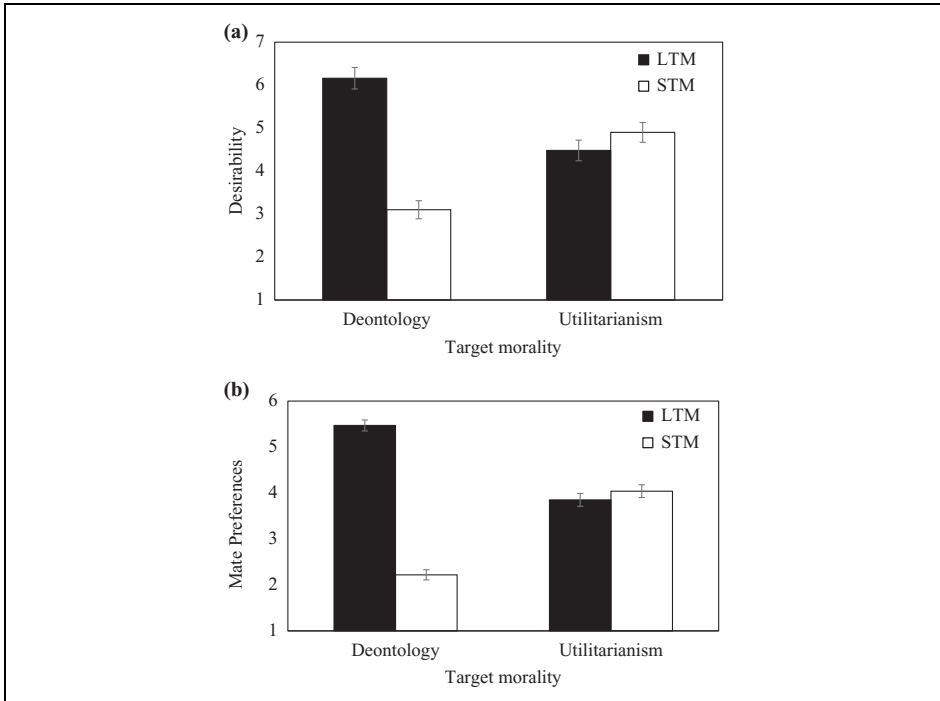 (a)
7
6
5
4
3
2
1
Desirability
LTM
STM
Deontology Utilitarianism
Target morality
(b)
6
5
4
3
2
1
Mate Preferences
LTM
STM
Deontology Utilitarianism
Target morality